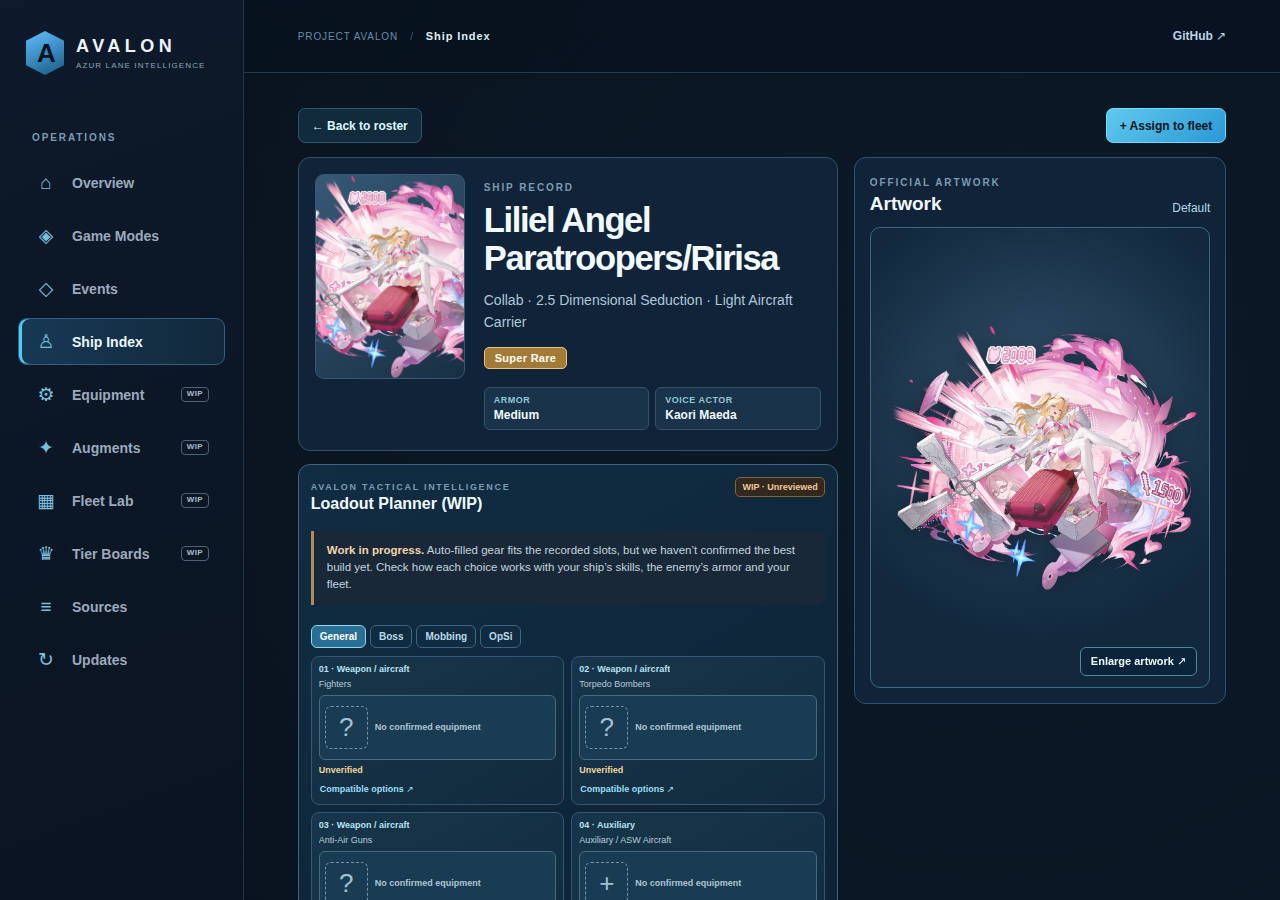 A
AVALON
AZUR LANE INTELLIGENCE
OPERATIONS
Overview
Game Modes
Events
Ship Index
Equipment WIP
Augments WIP
Fleet Lab WIP
Tier Boards WIP
Sources
Updates
PROJECT AVALON / Ship Index
GitHub ↗
← Back to roster
+ Assign to fleet
SHIP RECORD
Liliel Angel
Paratroopers/Ririsa
Collab · 2.5 Dimensional Seduction · Light Aircraft
Carrier
Super Rare
ARMOR
Medium
VOICE ACTOR
Kaori Maeda
AVALON TACTICAL INTELLIGENCE
Loadout Planner (WIP)
WIP · Unreviewed
Work in progress. Auto-filled gear fits the recorded slots, but we haven’t confirmed the best
build yet. Check how each choice works with your ship’s skills, the enemy’s armor and your
fleet.
General Boss Mobbing OpSi
01 · Weapon / aircraft
Fighters
? No confirmed equipment
Unverified
Compatible options ↗
02 · Weapon / aircraft
Torpedo Bombers
? No confirmed equipment
Unverified
Compatible options ↗
03 · Weapon / aircraft
Anti-Air Guns
? No confirmed equipment
04 · Auxiliary
Auxiliary / ASW Aircraft
+ No confirmed equipment
OFFICIAL ARTWORK
Artwork
Default
2000
1500
Enlarge artwork ↗